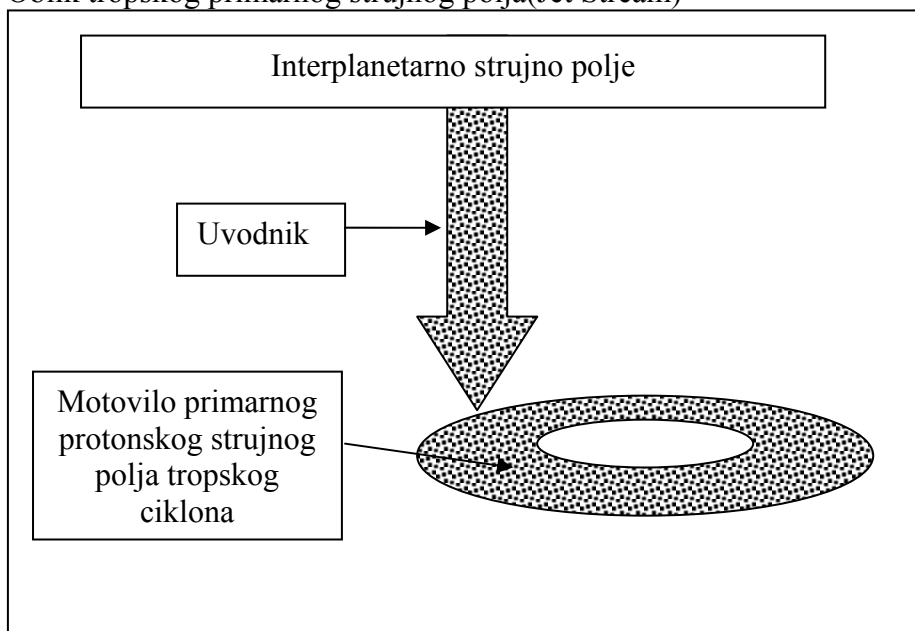 Oblik tropskog primarnog strujnog polja(Jet Stream)
Interplanetarno strujno polje
Uvodnik
Motovilo primarnog
protonskog strujnog
polja tropskog
ciklona